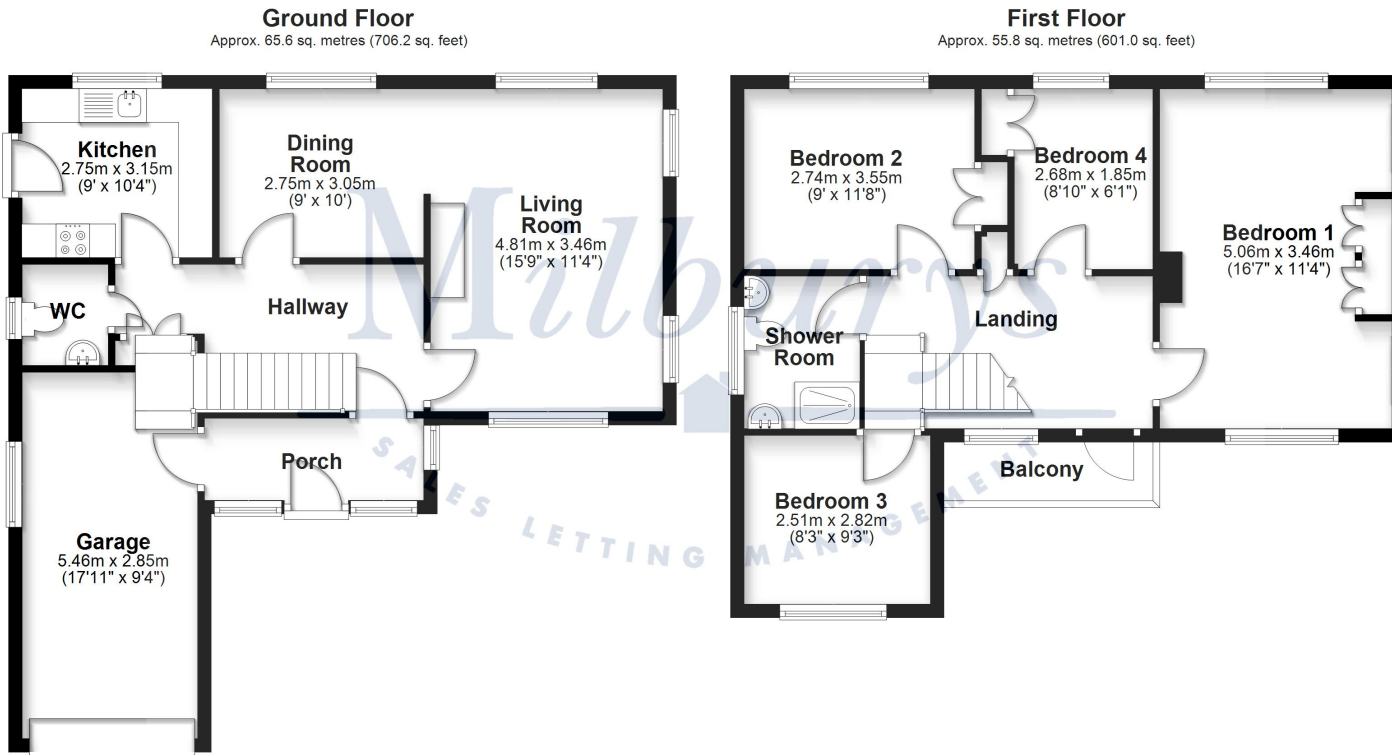 Ground Floor
Approx. 65.6 sq. metres (706.2 sq. feet)
Kitchen
2.75m x 3.15m
(9' x 10'4")
Dining
Room
2.75m x 3.05m
(9' x 10')
Living
Room
4.81m x 3.46m
(15'9" x 11'4")
WC
Hallway
Porch
Garage
5.46m x 2.85m
(17'11" x 9'4")
First Floor
Approx. 55.8 sq. metres (601.0 sq. feet)
Bedroom 2
2.74m x 3.55m
(9' x 11'8")
Bedroom 4
2.68m x 1.85m
(8'10" x 6'1")
Bedroom 1
5.06m x 3.46m
(16'7" x 11'4")
Shower
Room
Landing
Balcony
Bedroom 3
2.51m x 2.82m
(8'3" x 9'3")
Milburys
SALES LETTING MANAGEMENT